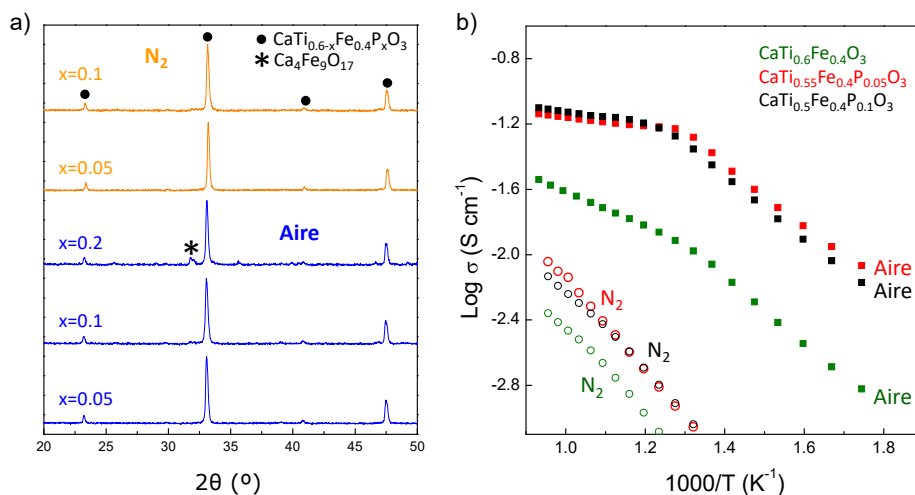 a)
● CaTi0.6-xFe0.4PxO3
* Ca4Fe9O17
N2
x=0.1
x=0.05
x=0.2
*
Aire
x=0.1
x=0.05
20 25 30 35 40 45 50
2θ (º)
b)
CaTi0.6Fe0.4O3
CaTi0.55Fe0.4P0.05O3
CaTi0.5Fe0.4P0.1O3
-0.8
-1.2
-1.6
-2.0
-2.4
-2.8
Log σ (S cm-1)
Aire
Aire
N2
N2
N2
Aire
1.0 1.2 1.4 1.6 1.8
1000/T (K-1)